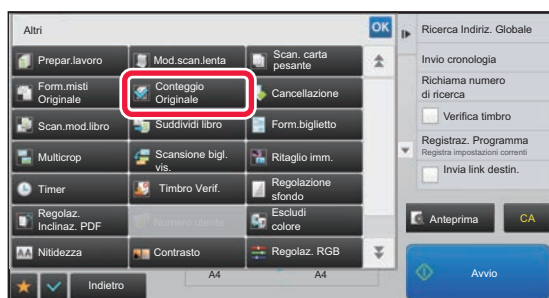 Altri
OK
Prepar.lavoro
Mod.scan.lenta
Scan. carta
pesante
Form.misti
Originale
Conteggio
Originale
Cancellazione
Scan.mod.libro
Suddividi libro
Form.biglietto
Multicrop
Scansione bigl.
vis.
Ritaglio imm.
Timer
Timbro Verif.
Regolazione
sfondo
Regolaz.
Inclinaz. PDF
Numero utente
Escludi
colore
AA
Nitidezza
Contrasto
Regolaz. RGB
Indietro
A4
A4
Ricerca Indiriz. Globale
Invio cronologia
Richiama numero
di ricerca
Verifica timbro
Registraz. Programma
Registra impostazioni correnti
Invia link destin.
Anteprima
CA
Avvio